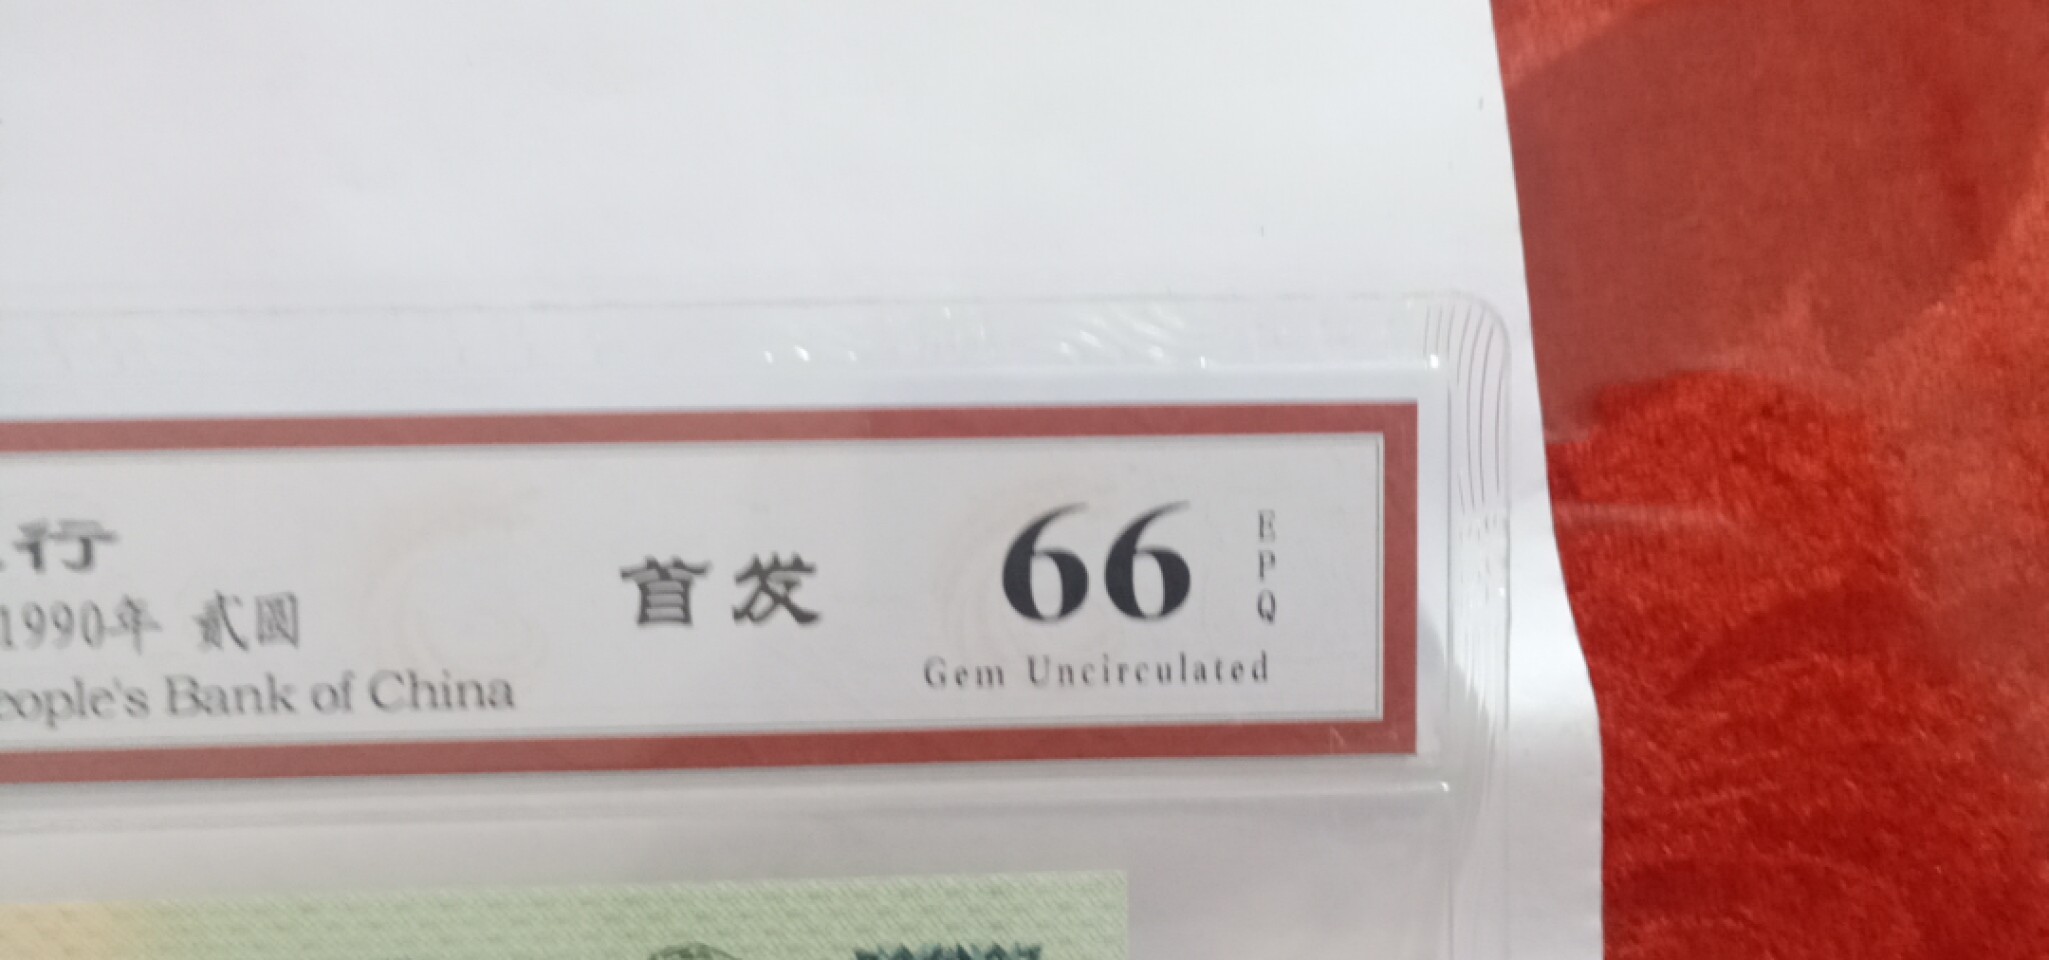 行
1990年 贰圆
eople's Bank of China
首发
66
EPQ
Gem Uncirculated